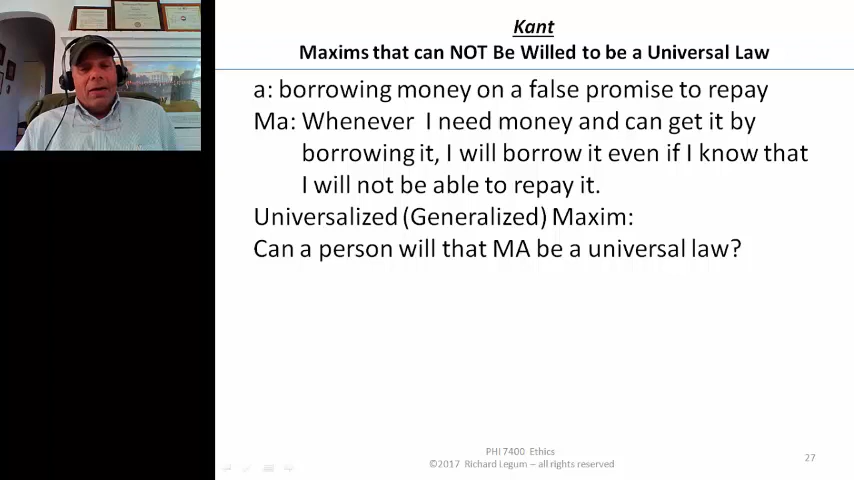 Kant
Maxims that can NOT Be Willed to be a Universal Law
a: borrowing money on a false promise to repay
Ma: Whenever I need money and can get it by
borrowing it, I will borrow it even if I know that
I will not be able to repay it.
Universalized (Generalized) Maxim:
Can a person will that MA be a universal law?
PHI 7400 Ethics
©2017 Richard Legum – all rights reserved
27